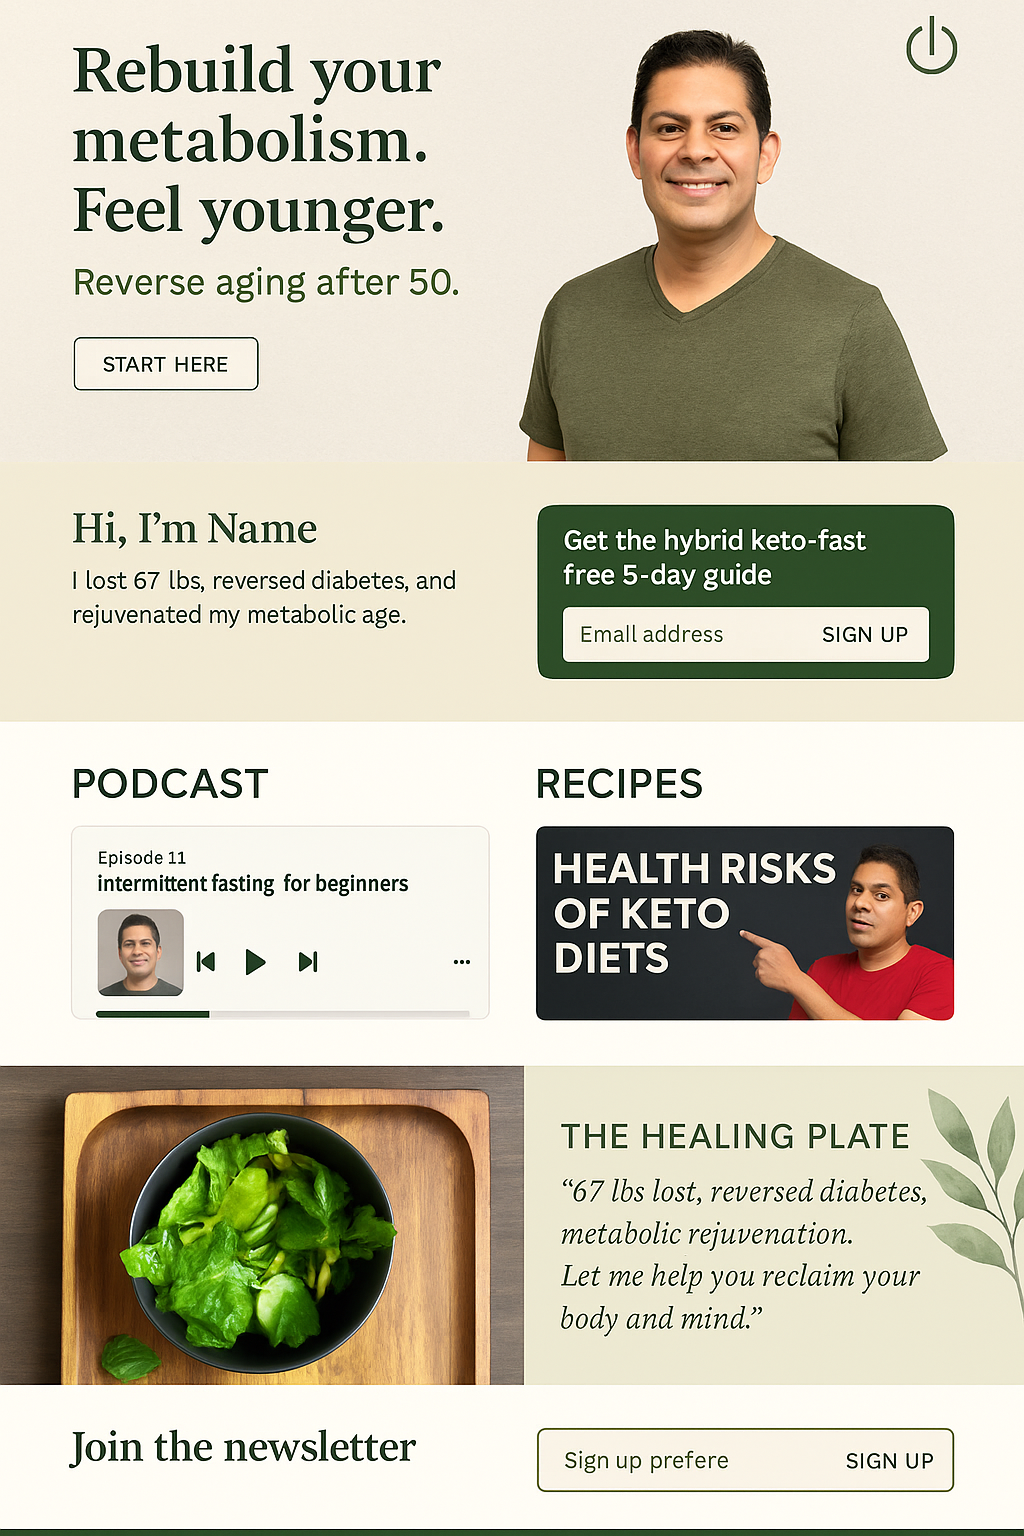 Rebuild your
metabolism.
Feel younger.
Reverse aging after 50.
START HERE
Hi, I’m Name
I lost 67 lbs, reversed diabetes, and
rejuvenated my metabolic age.
Get the hybrid keto-fast
free 5-day guide
Email address
SIGN UP
PODCAST
Episode 11
intermittent fasting for beginners
RECIPES
HEALTH RISKS
OF KETO
DIETS
THE HEALING PLATE
“67 lbs lost, reversed diabetes,
metabolic rejuvenation.
Let me help you reclaim your
body and mind.”
Join the newsletter
Sign up prefere
SIGN UP